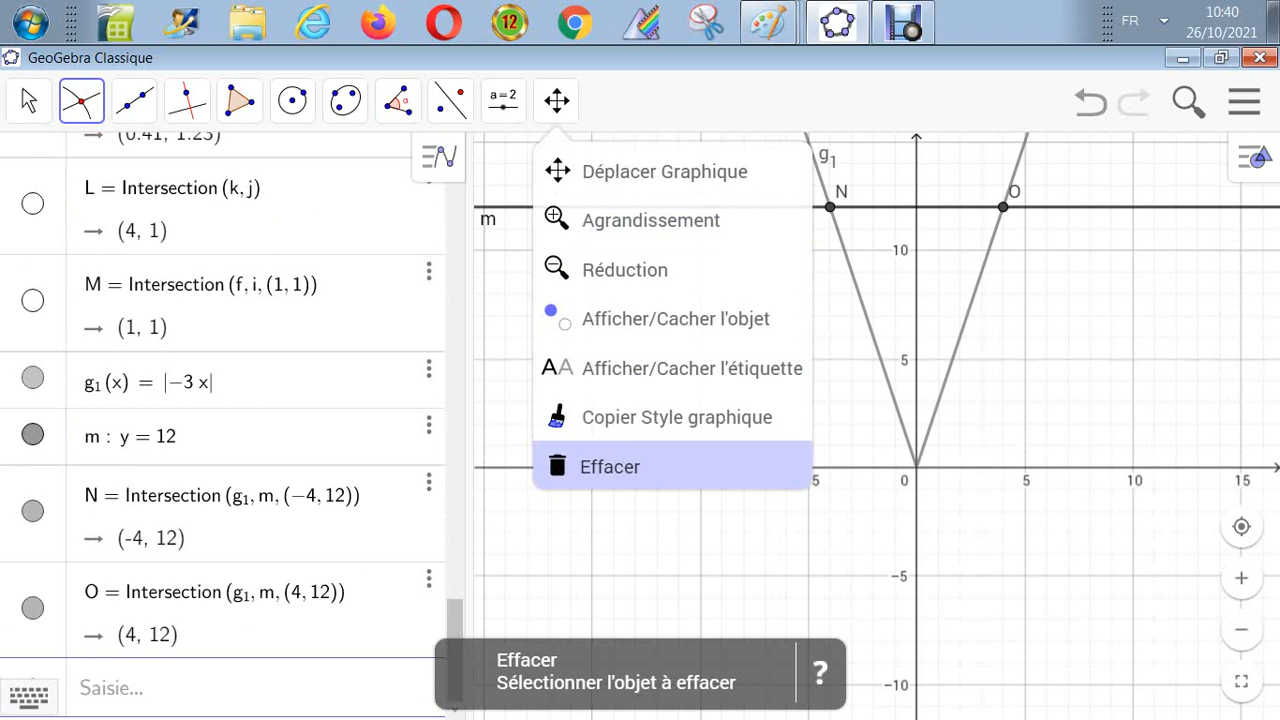 12
FR
10:40
26/10/2021
GeoGebra Classique
α
a=2
(0.41, 1.23)
L = Intersection (k, j)
→ (4, 1)
M = Intersection (f, i, (1, 1))
→ (1, 1)
g₁ (x) = |−3 x|
m : y = 12
N = Intersection (g₁, m, (−4, 12))
→ (-4, 12)
O = Intersection (g₁, m, (4, 12))
→ (4, 12)
Saisie...
Déplacer Graphique
Agrandissement
Réduction
Afficher/Cacher l'objet
AA Afficher/Cacher l'étiquette
Copier Style graphique
Effacer
g₁
N
O
m
10
5
5
0
5
10
15
−5
−10
Effacer
Sélectionner l'objet à effacer
?